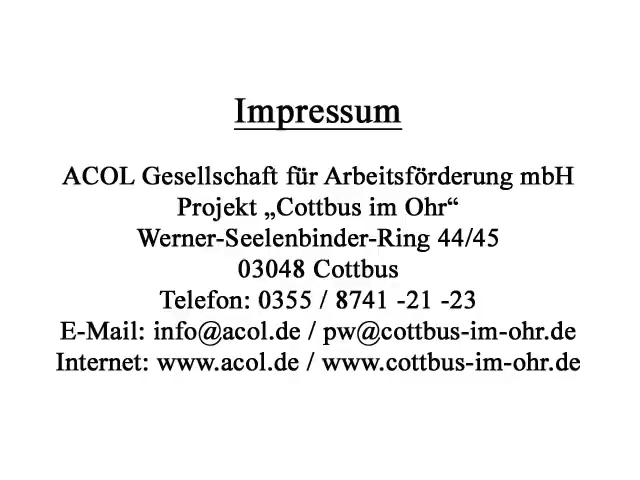 Impressum
ACOL Gesellschaft für Arbeitsförderung mbH
Projekt „Cottbus im Ohr“
Werner-Seelenbinder-Ring 44/45
03048 Cottbus
Telefon: 0355 / 8741 -21 -23
E-Mail: info@acol.de / pw@cottbus-im-ohr.de
Internet: www.acol.de / www.cottbus-im-ohr.de